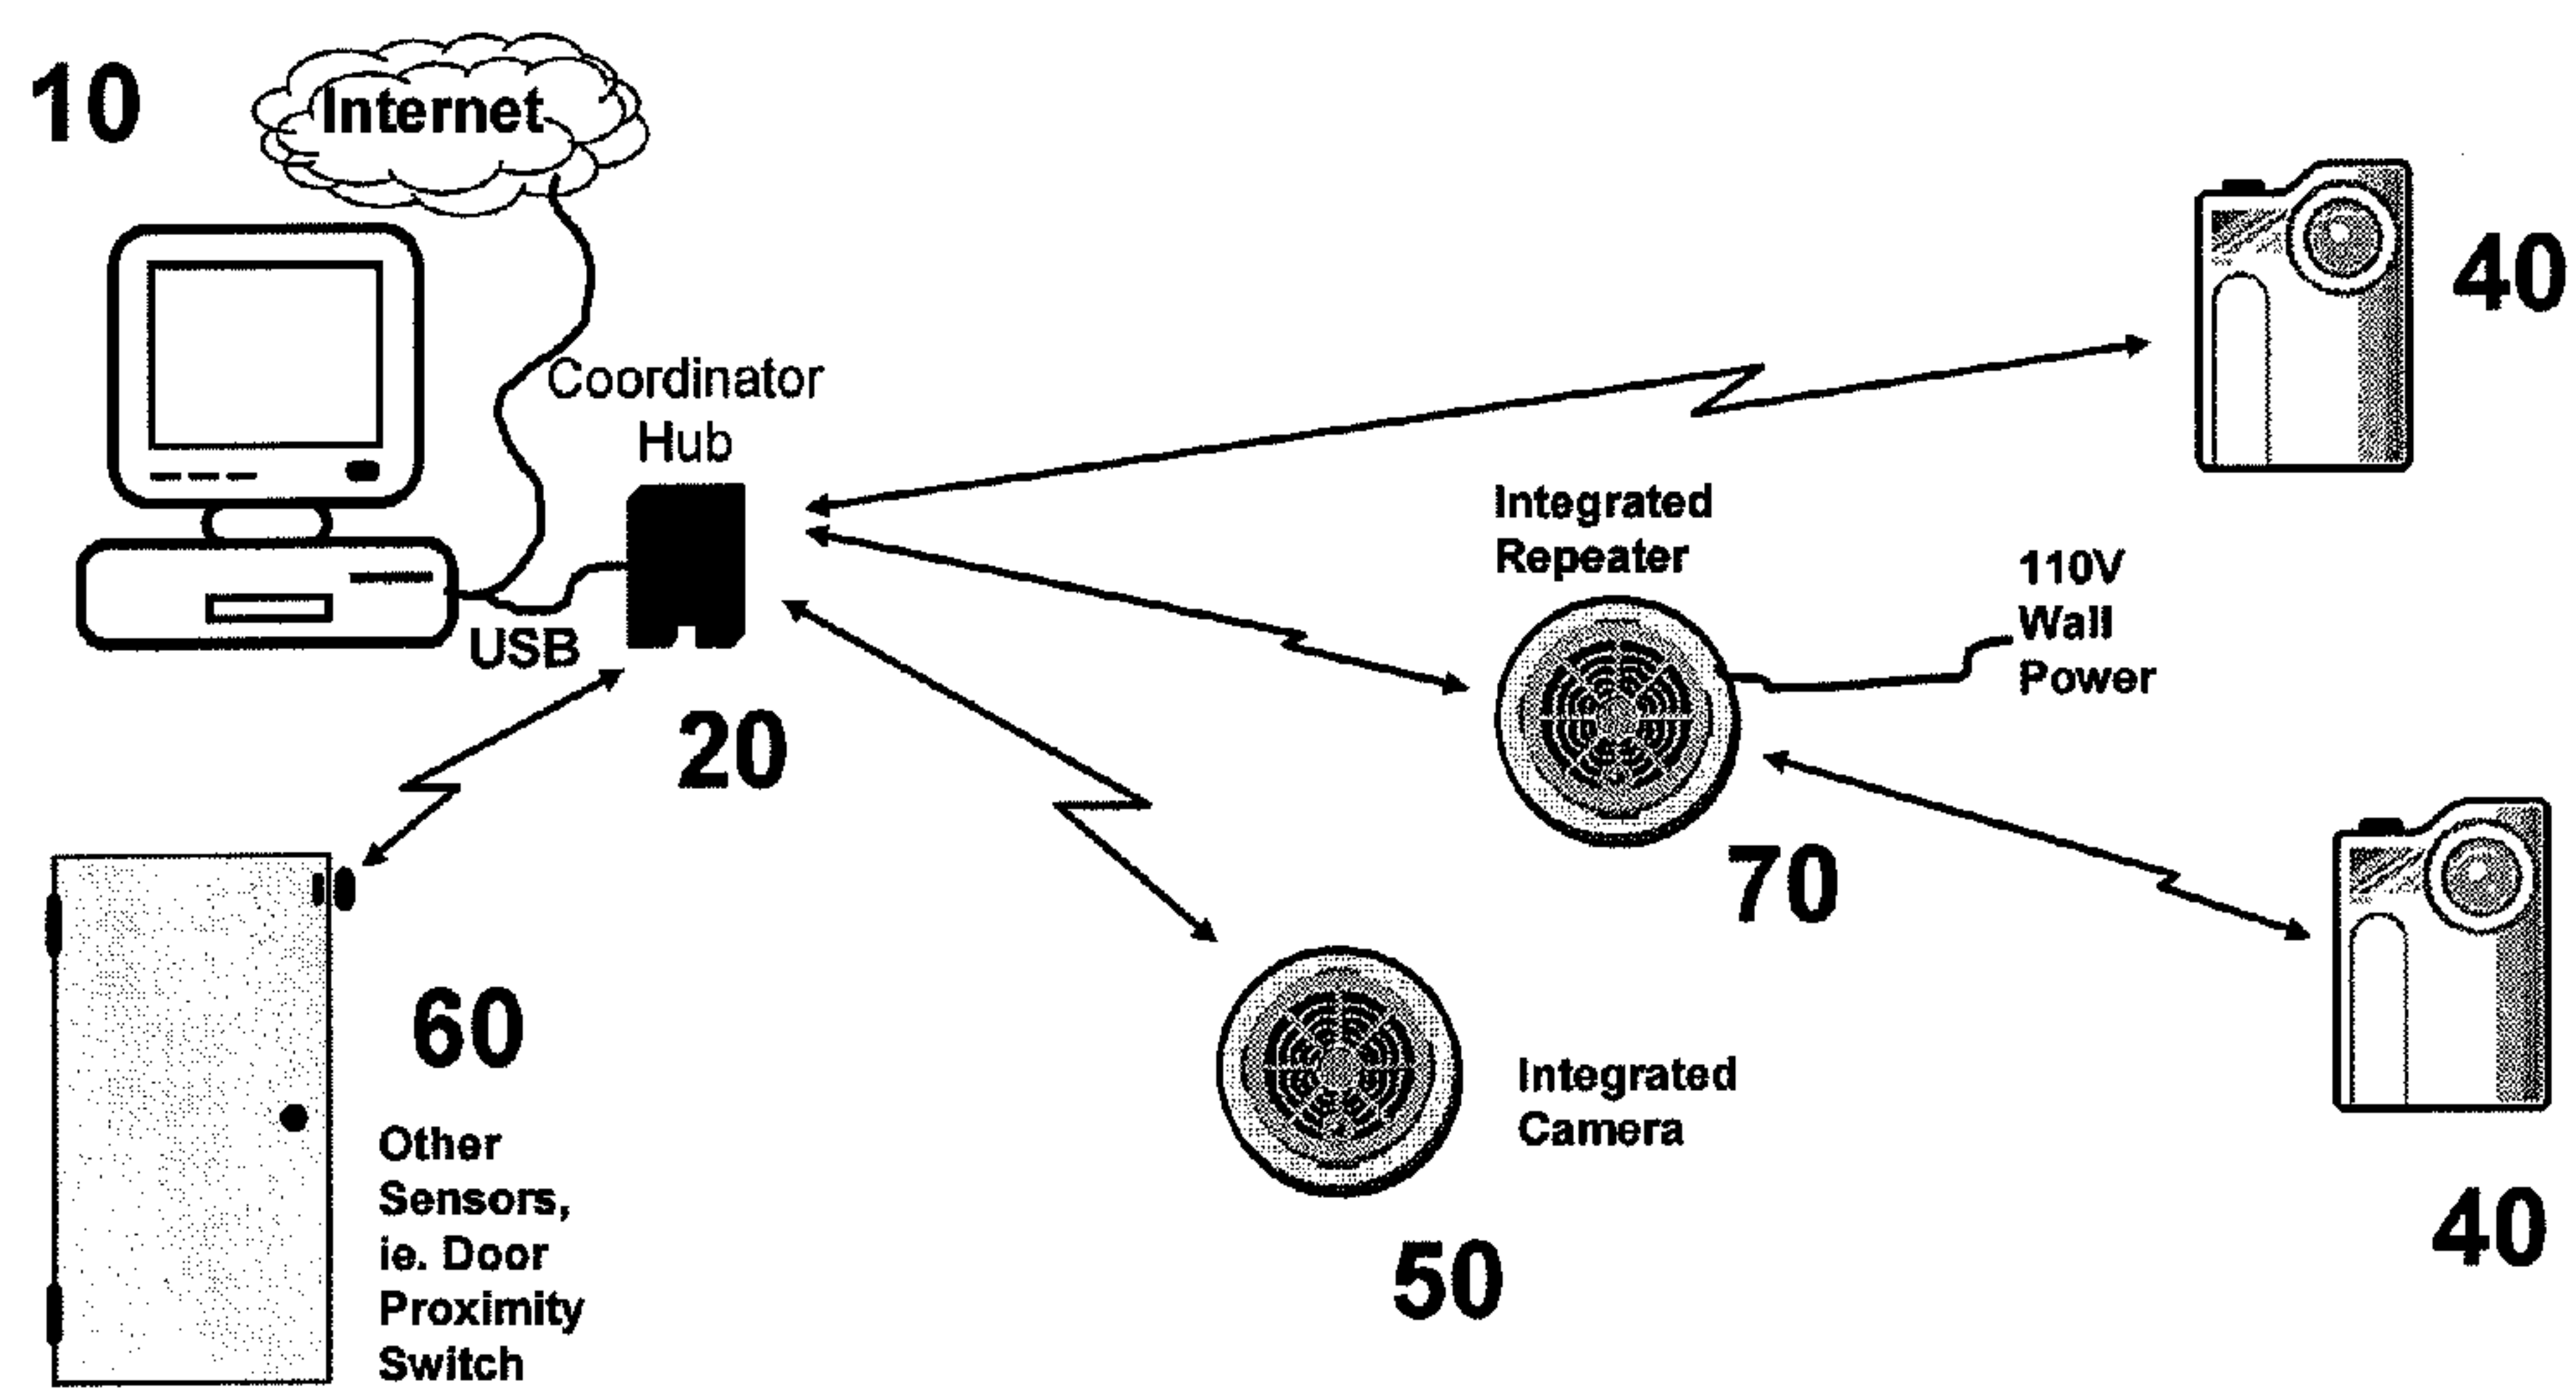 10
Internet
Coordinator
Hub
USB
20
40
Integrated
Repeater
110V
Wall
Power
70
60
Other
Sensors,
ie. Door
Proximity
Switch
Integrated
Camera
50
40